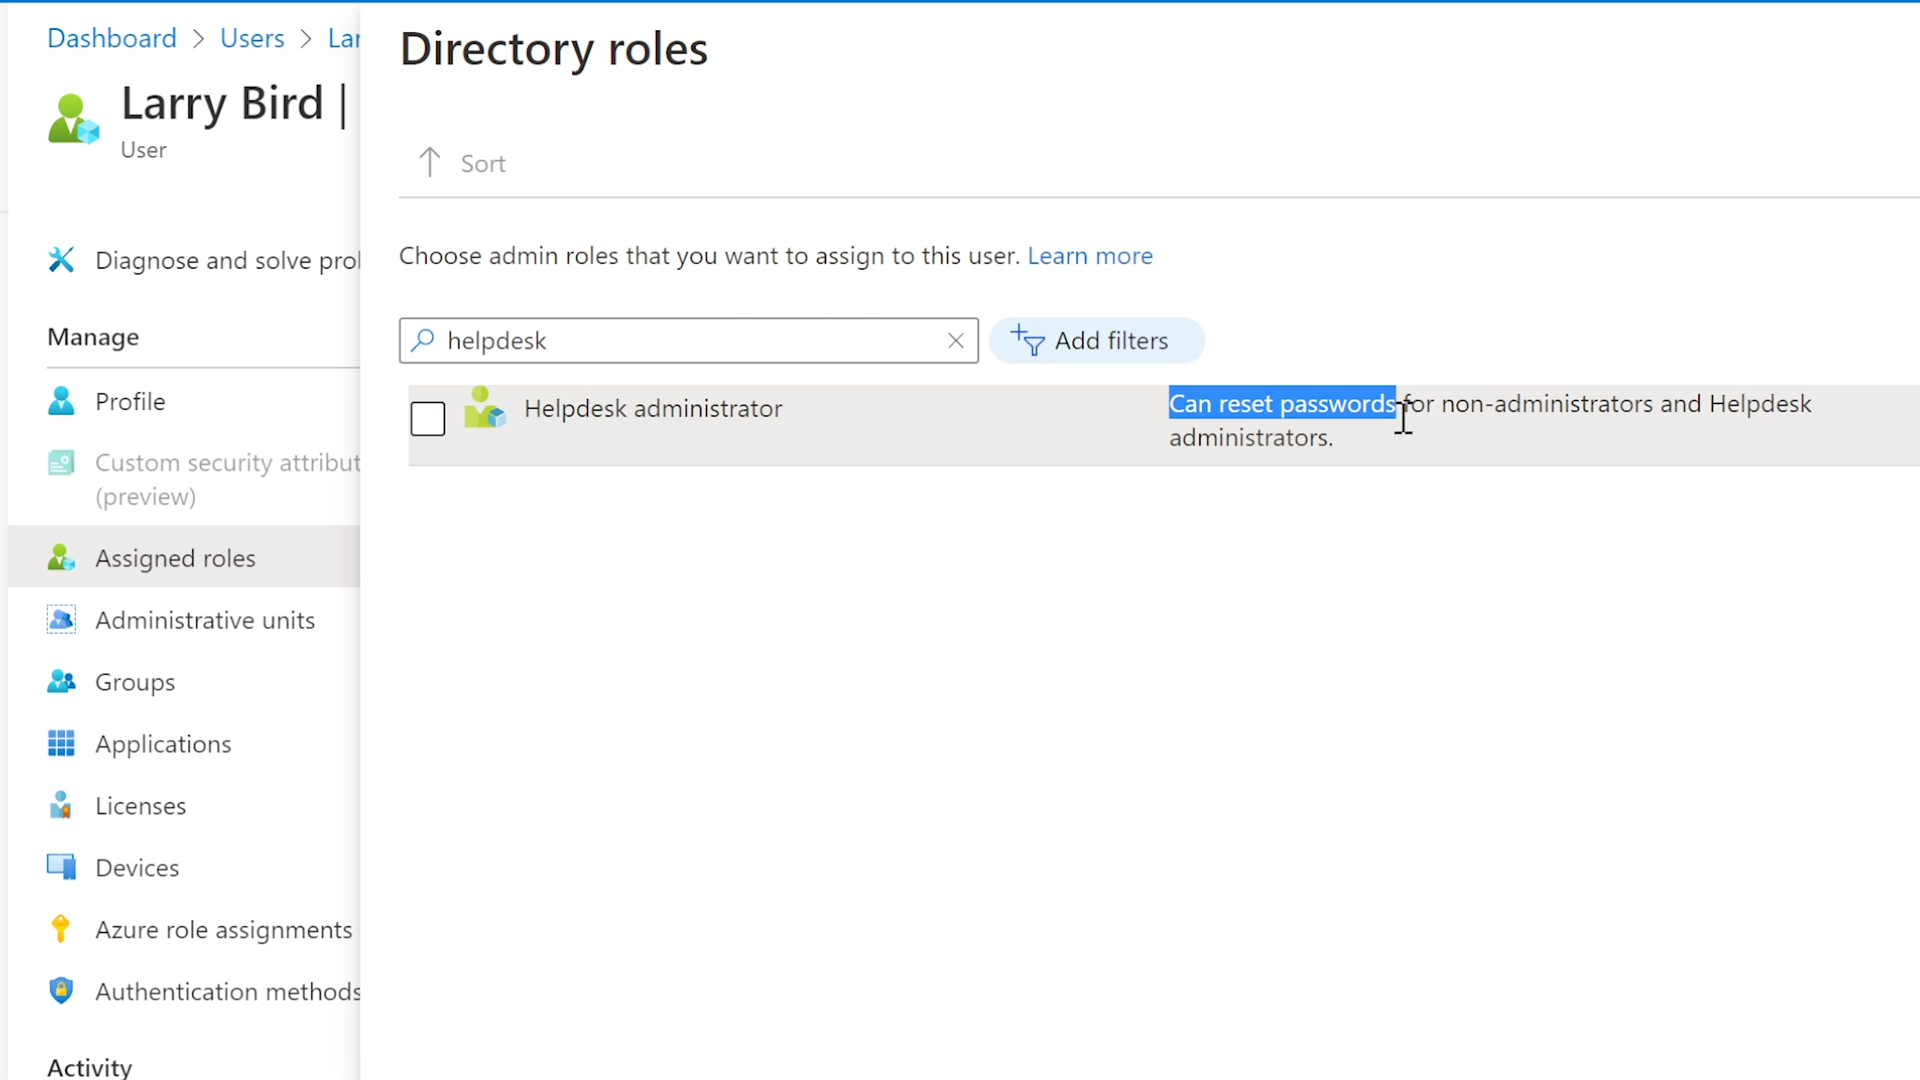 Dashboard > Users > Lar
Larry Bird |
User
Diagnose and solve prol
Manage
Profile
Custom security attribut
(preview)
Assigned roles
Administrative units
Groups
Applications
Licenses
Devices
Azure role assignments
Authentication methods
Activity
Directory roles
Sort
Choose admin roles that you want to assign to this user. Learn more
helpdesk
Add filters
Helpdesk administrator
Can reset passwords for non-administrators and Helpdesk
administrators.